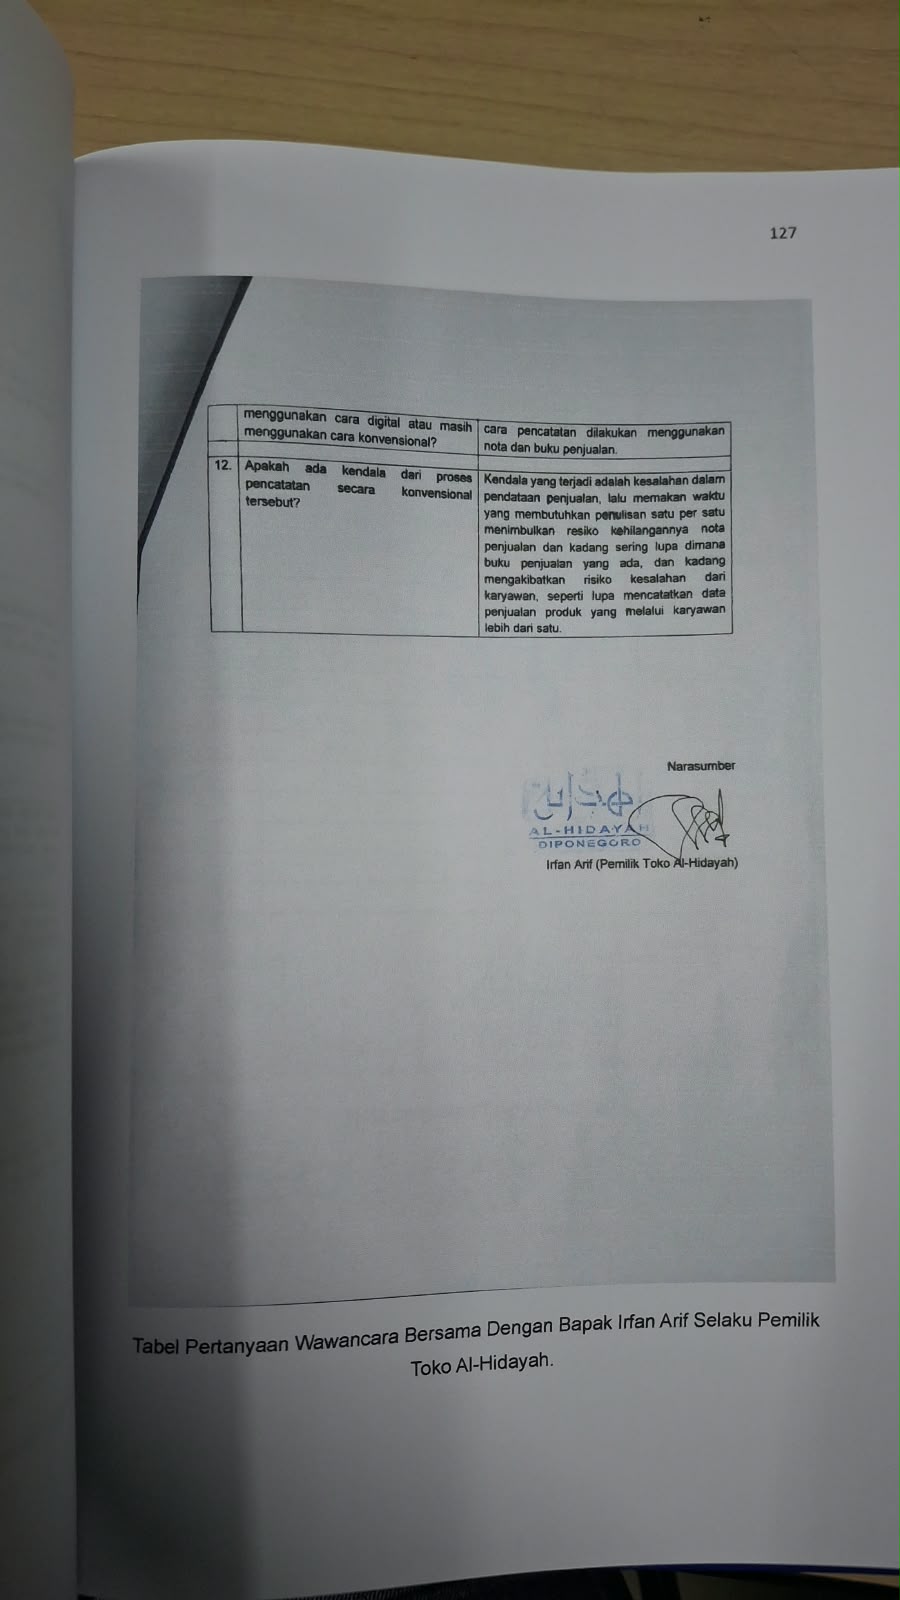 127
menggunakan cara digital atau masih
menggunakan cara konvensional?
cara pencatatan dilakukan menggunakan
nota dan buku penjualan.
12.
Apakah ada kendala dari proses
pencatatan secara konvensional
tersebut?
Kendala yang terjadi adalah kesalahan dalam
pendataan penjualan, lalu memakan waktu
yang membutuhkan penulisan satu per satu
menimbulkan resiko kehilangannya nota
penjualan dan kadang sering lupa dimana
buku penjualan yang ada, dan kadang
mengakibatkan risiko kesalahan dari
karyawan, seperti lupa mencatatkan data
penjualan produk yang melalui karyawan
lebih dari satu.
Narasumber
AL-HIDAYAH
DIPONEGORO
Irfan Arif (Pemilik Toko Al-Hidayah)
Tabel Pertanyaan Wawancara Bersama Dengan Bapak Irfan Arif Selaku Pemilik
Toko Al-Hidayah.